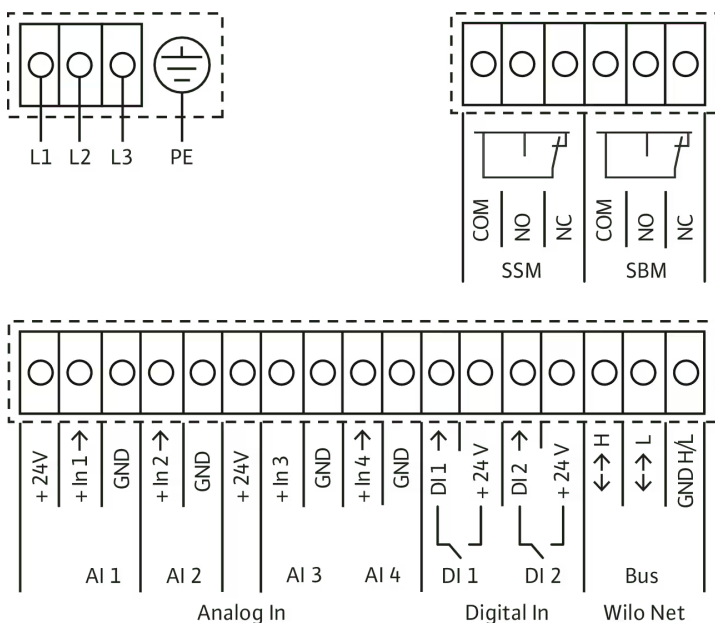 L1 L2 L3 PE
COM NO NC COM NO NC
SSM SBM
+ 24V + In 1 → GND + In 2 → GND + 24V + In 3 GND + In 4 → GND DI 1 → + 24 V DI 2 → + 24 V ↔ H ↔ L GND H/L
AI 1 AI 2 AI 3 AI 4 DI 1 DI 2 Bus
Analog In Digital In Wilo Net